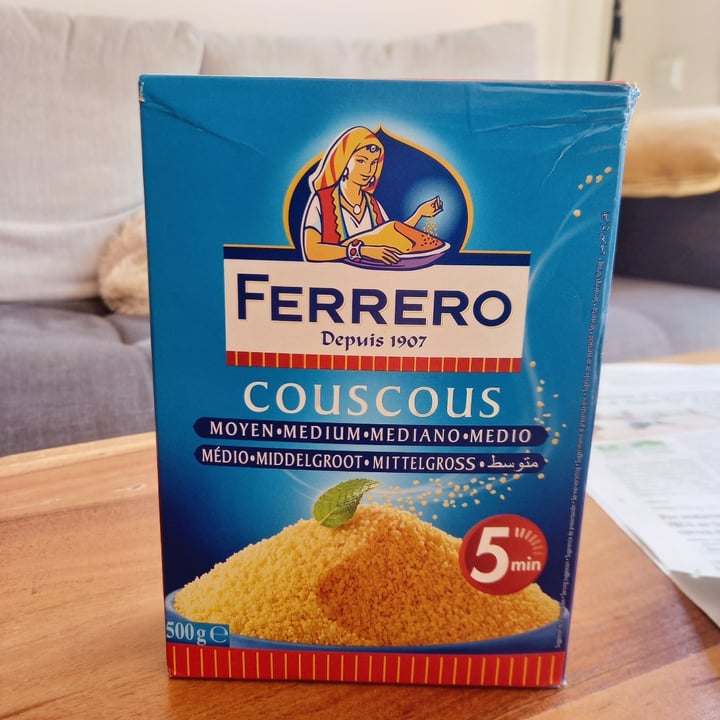 FERRERO
Depuis 1907
COUSCOUS
MOYEN•MEDIUM•MEDIANO•MEDIO
MÉDIO•MIDDELGROOT•MITTELGROSS•متوسط•
5 min
500g ℮